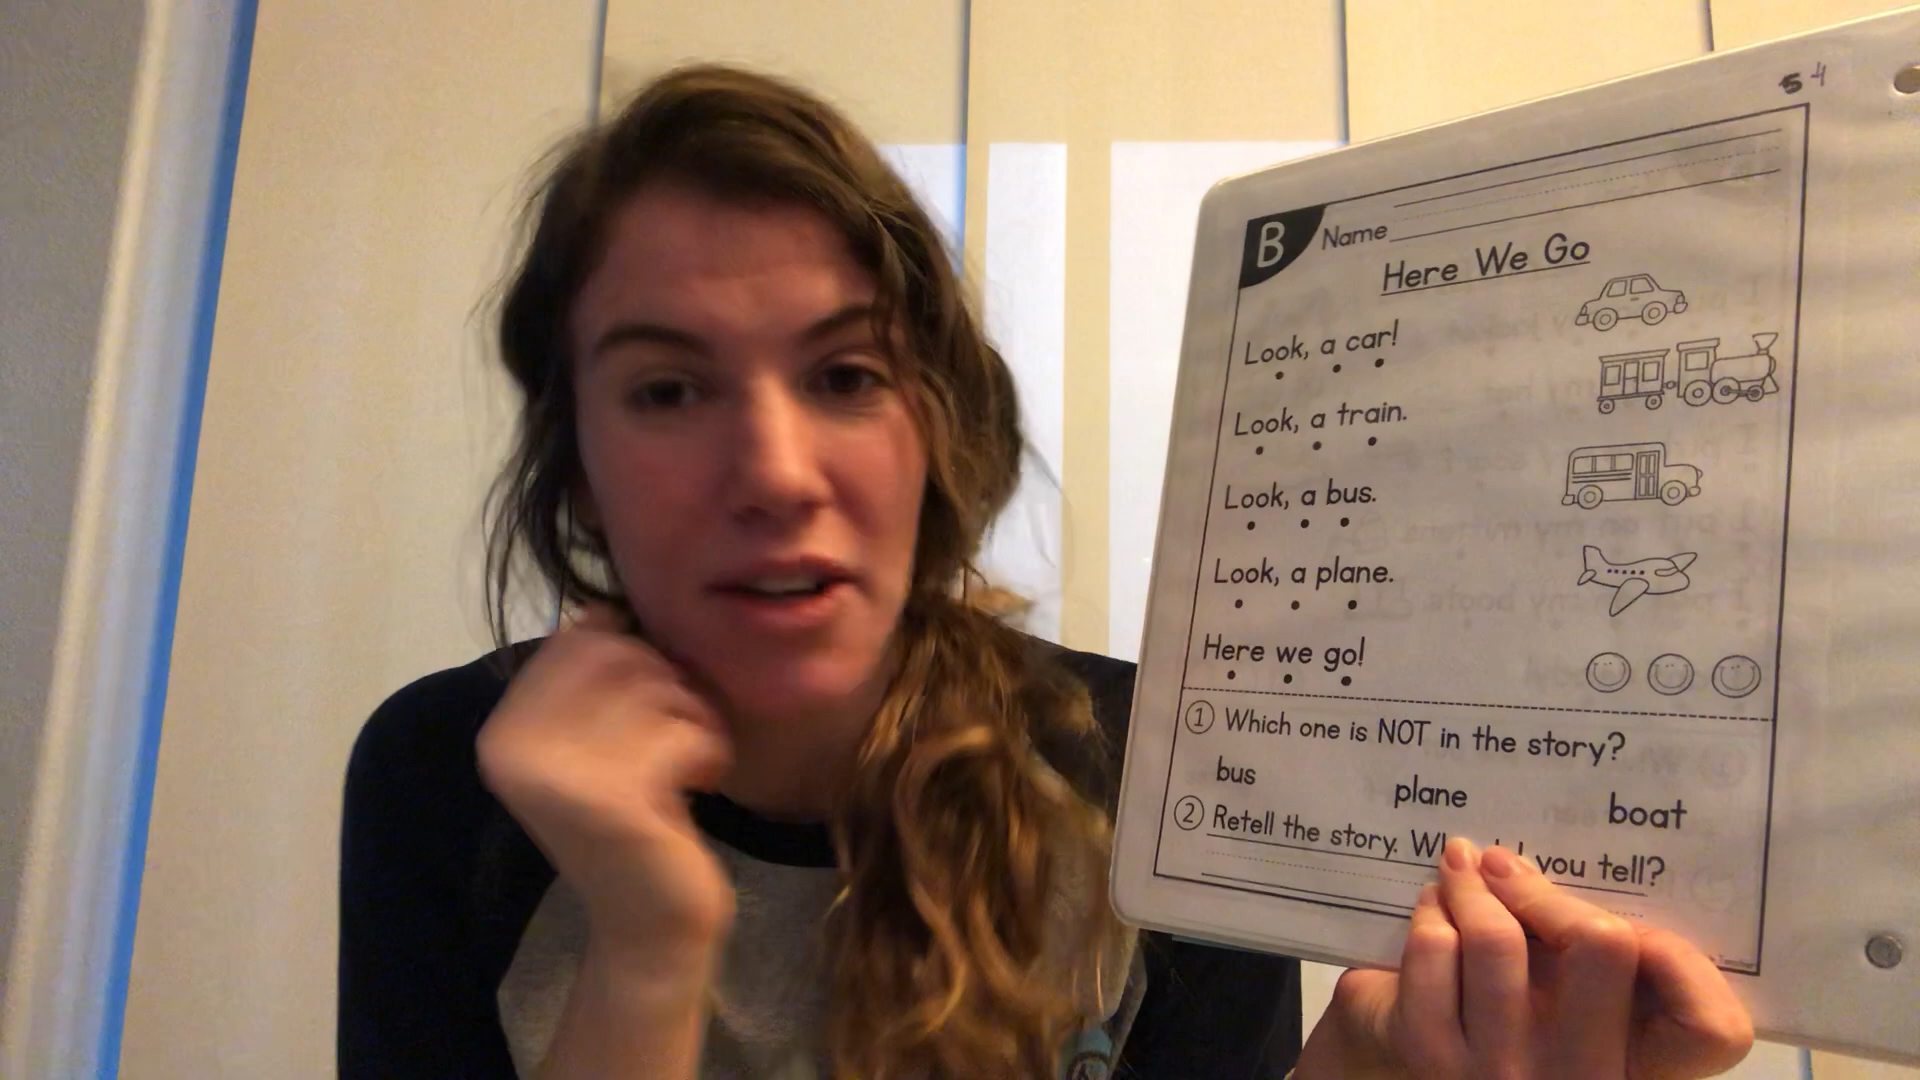 5 4
B Name
Here We Go
Look, a car!
Look, a train.
Look, a bus.
Look, a plane.
Here we go!
1 Which one is NOT in the story?
bus plane boat
2 Retell the story. you tell?